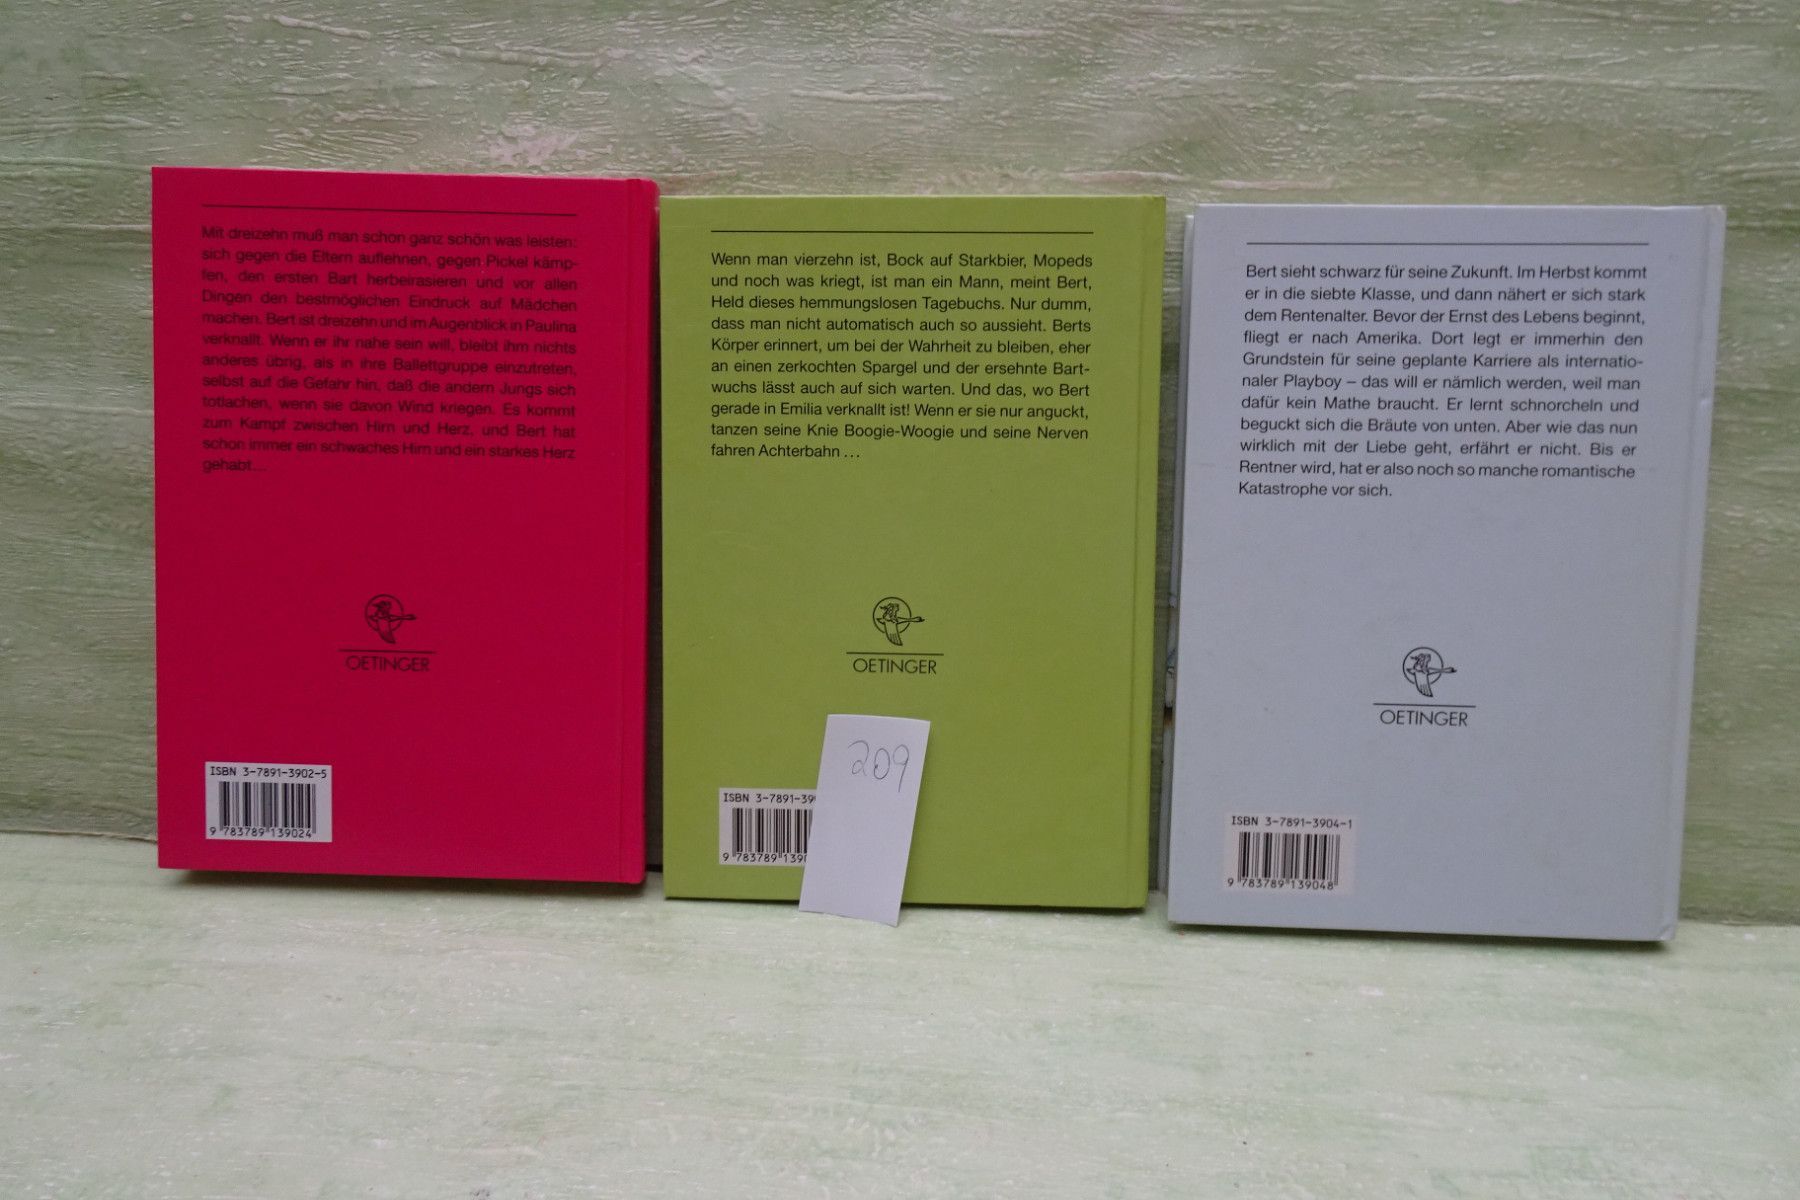 Mit dreizehn muß man schon ganz schön was leisten:
sich gegen die Eltern auflehnen, gegen Pickel kämp-
fen, den ersten Bart herbeirasieren und vor allen
Dingen den bestmöglichen Eindruck auf Mädchen
machen. Bert ist dreizehn und im Augenblick in Paulina
verknallt. Wenn er ihr nahe sein will, bleibt ihm nichts
anderes übrig, als in ihre Ballettgruppe einzutreten,
selbst auf die Gefahr hin, daß die andern Jungs sich
totlachen, wenn sie davon Wind kriegen. Es kommt
zum Kampf zwischen Hirn und Herz, und Bert hat
schon immer ein schwaches Hirn und ein starkes Herz
gehabt...
OETINGER
ISBN 3-7891-3902-5
9 783789 139024
Wenn man vierzehn ist, Bock auf Starkbier, Mopeds
und noch was kriegt, ist man ein Mann, meint Bert,
Held dieses hemmungslosen Tagebuchs. Nur dumm,
dass man nicht automatisch auch so aussieht. Berts
Körper erinnert, um bei der Wahrheit zu bleiben, eher
an einen zerkochten Spargel und der ersehnte Bart-
wuchs lässt auch auf sich warten. Und das, wo Bert
gerade in Emilia verknallt ist! Wenn er sie nur anguckt,
tanzen seine Knie Boogie-Woogie und seine Nerven
fahren Achterbahn ...
OETINGER
209
ISBN 3-7891-39
9 783789 139
Bert sieht schwarz für seine Zukunft. Im Herbst kommt
er in die siebte Klasse, und dann nähert er sich stark
dem Rentenalter. Bevor der Ernst des Lebens beginnt,
fliegt er nach Amerika. Dort legt er immerhin den
Grundstein für seine geplante Karriere als internatio-
naler Playboy – das will er nämlich werden, weil man
dafür kein Mathe braucht. Er lernt schnorcheln und
beguckt sich die Bräute von unten. Aber wie das nun
wirklich mit der Liebe geht, erfährt er nicht. Bis er
Rentner wird, hat er also noch so manche romantische
Katastrophe vor sich.
OETINGER
ISBN 3-7891-3904-1
9 783789 139048